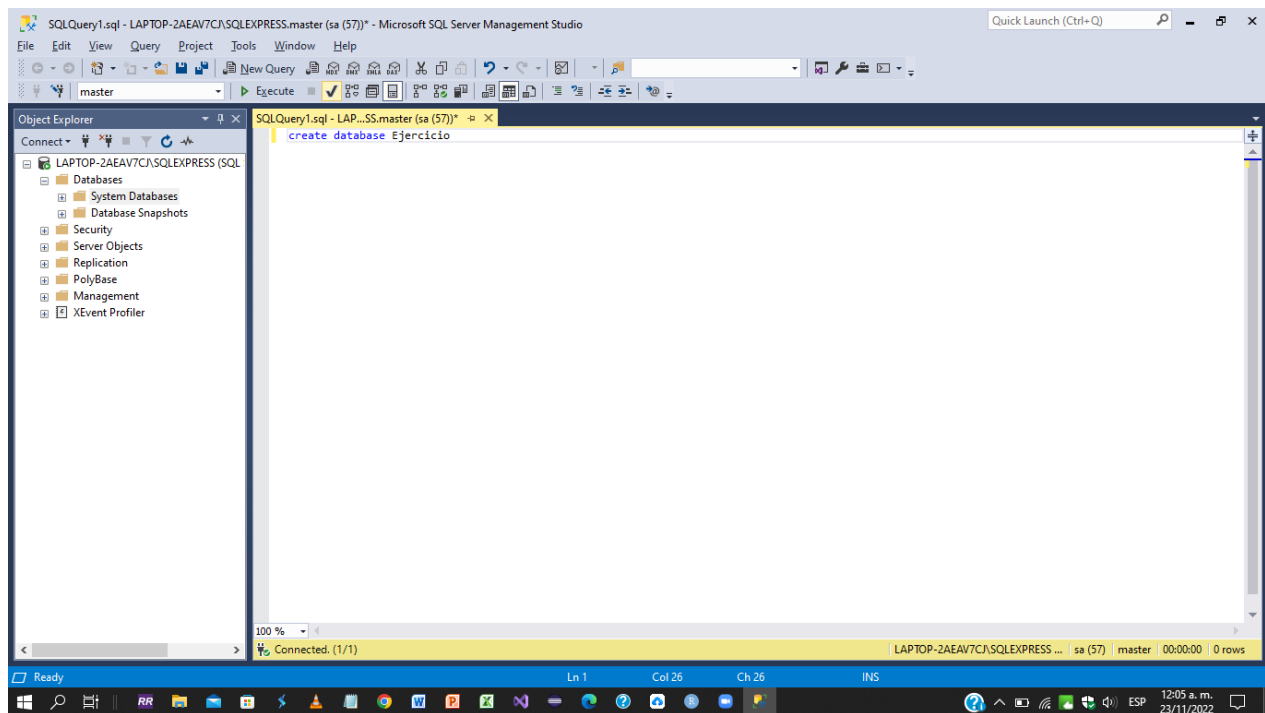 SQLQuery1.sql - LAPTOP-2AEAV7CJ\SQLEXPRESS.master (sa (57))* - Microsoft SQL Server Management Studio
Quick Launch (Ctrl+Q)
File Edit View Query Project Tools Window Help
New Query
master
Execute
Object Explorer
SQLQuery1.sql - LAP...SS.master (sa (57))*
Connect
create database Ejercicio
LAPTOP-2AEAV7CJ\SQLEXPRESS (SQL
Databases
System Databases
Database Snapshots
Security
Server Objects
Replication
PolyBase
Management
XEvent Profiler
100 %
Connected. (1/1)
LAPTOP-2AEAV7CJ\SQLEXPRESS ... sa (57) master 00:00:00 0 rows
Ready Ln 1 Col 26 Ch 26 INS
RR
ESP
12:05 a. m.
23/11/2022